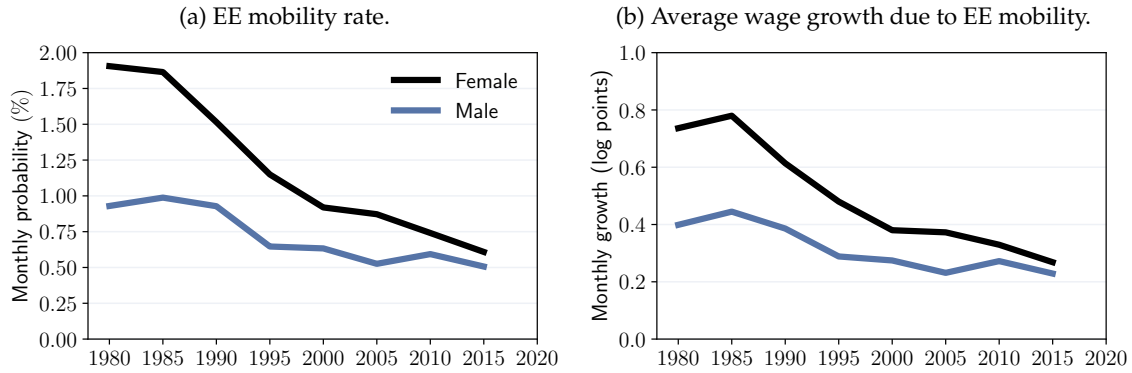 (a) EE mobility rate.
Monthly probability (%)
2.00
1.75
1.50
1.25
1.00
0.75
0.50
0.25
0.00
Female
Male
1980 1985 1990 1995 2000 2005 2010 2015 2020
(b) Average wage growth due to EE mobility.
Monthly growth (log points)
1.0
0.8
0.6
0.4
0.2
0.0
1980 1985 1990 1995 2000 2005 2010 2015 2020